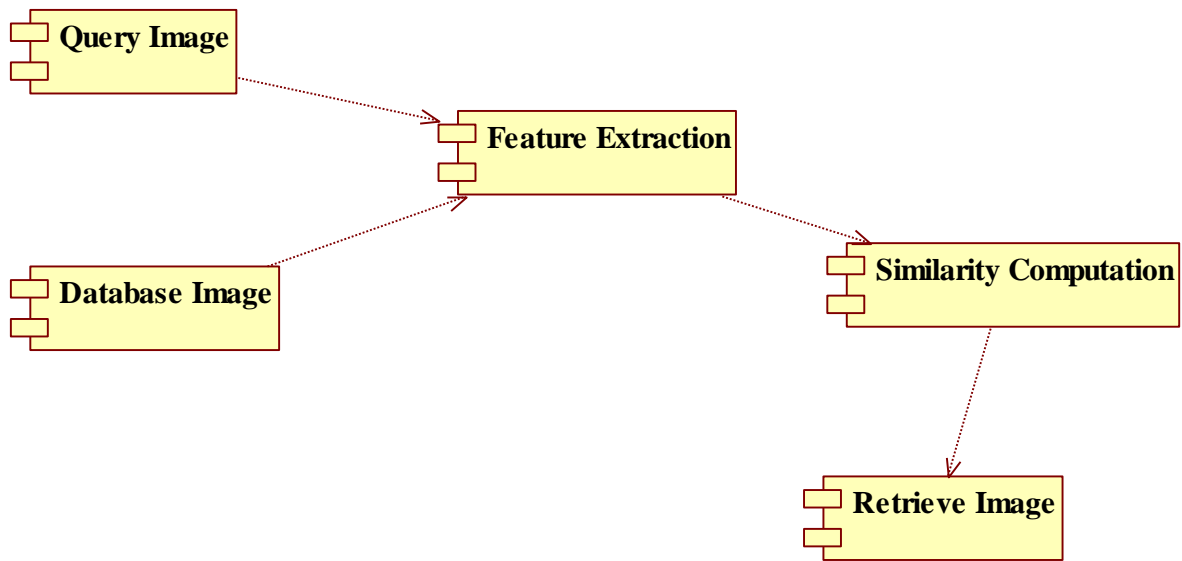 Query Image
Feature Extraction
Database Image
Similarity Computation
Retrieve Image